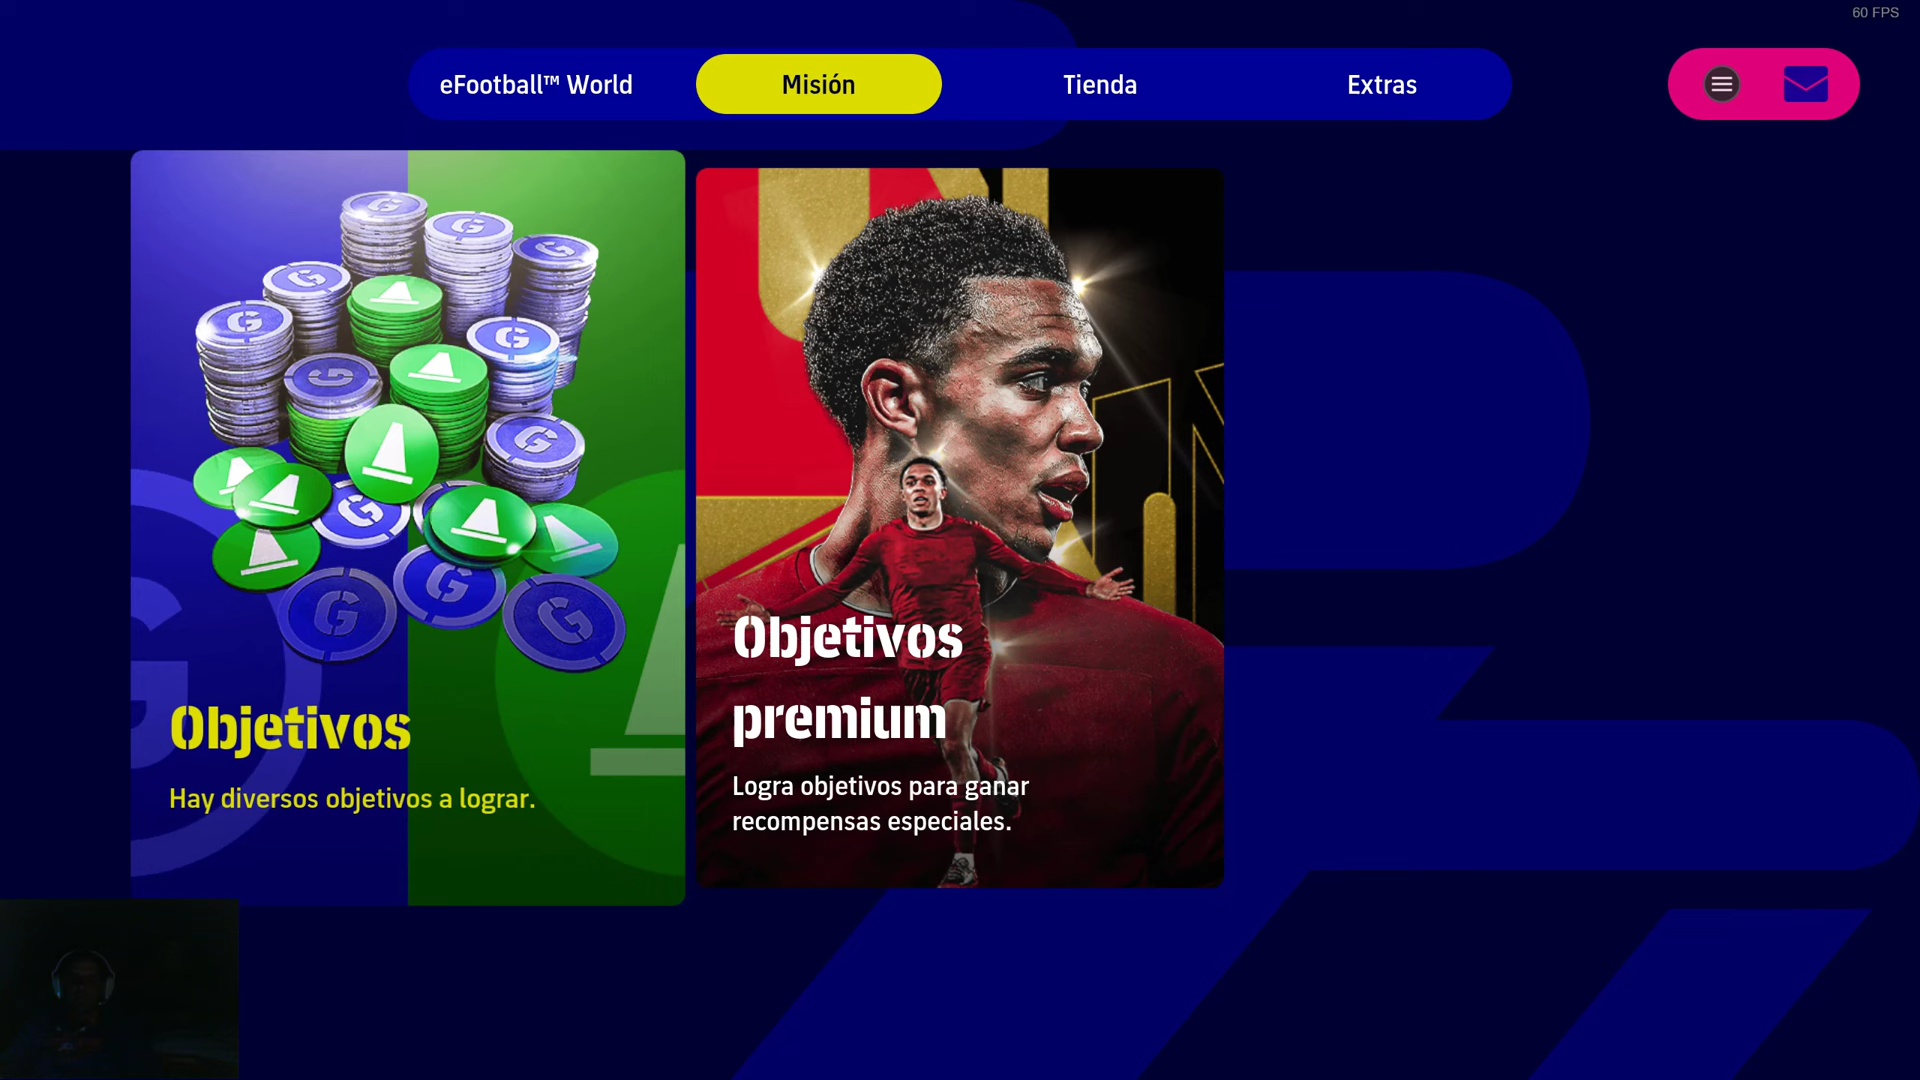 60 FPS
eFootball™ World
Misión
Tienda
Extras
Objetivos
Hay diversos objetivos a lograr.
Objetivos
premium
Logra objetivos para ganar
recompensas especiales.